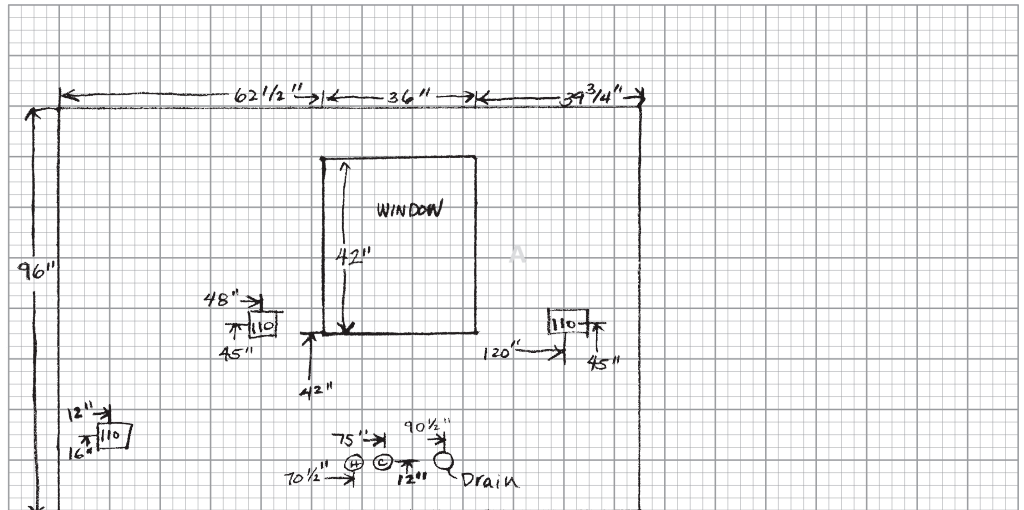 62 1/2" 36" 39 3/4"
WINDOW
42"
96"
48"
110
45"
42"
110
120" 45"
12"
110
16"
75" 90 1/2"
H C
70 1/2" 12" Drain
A